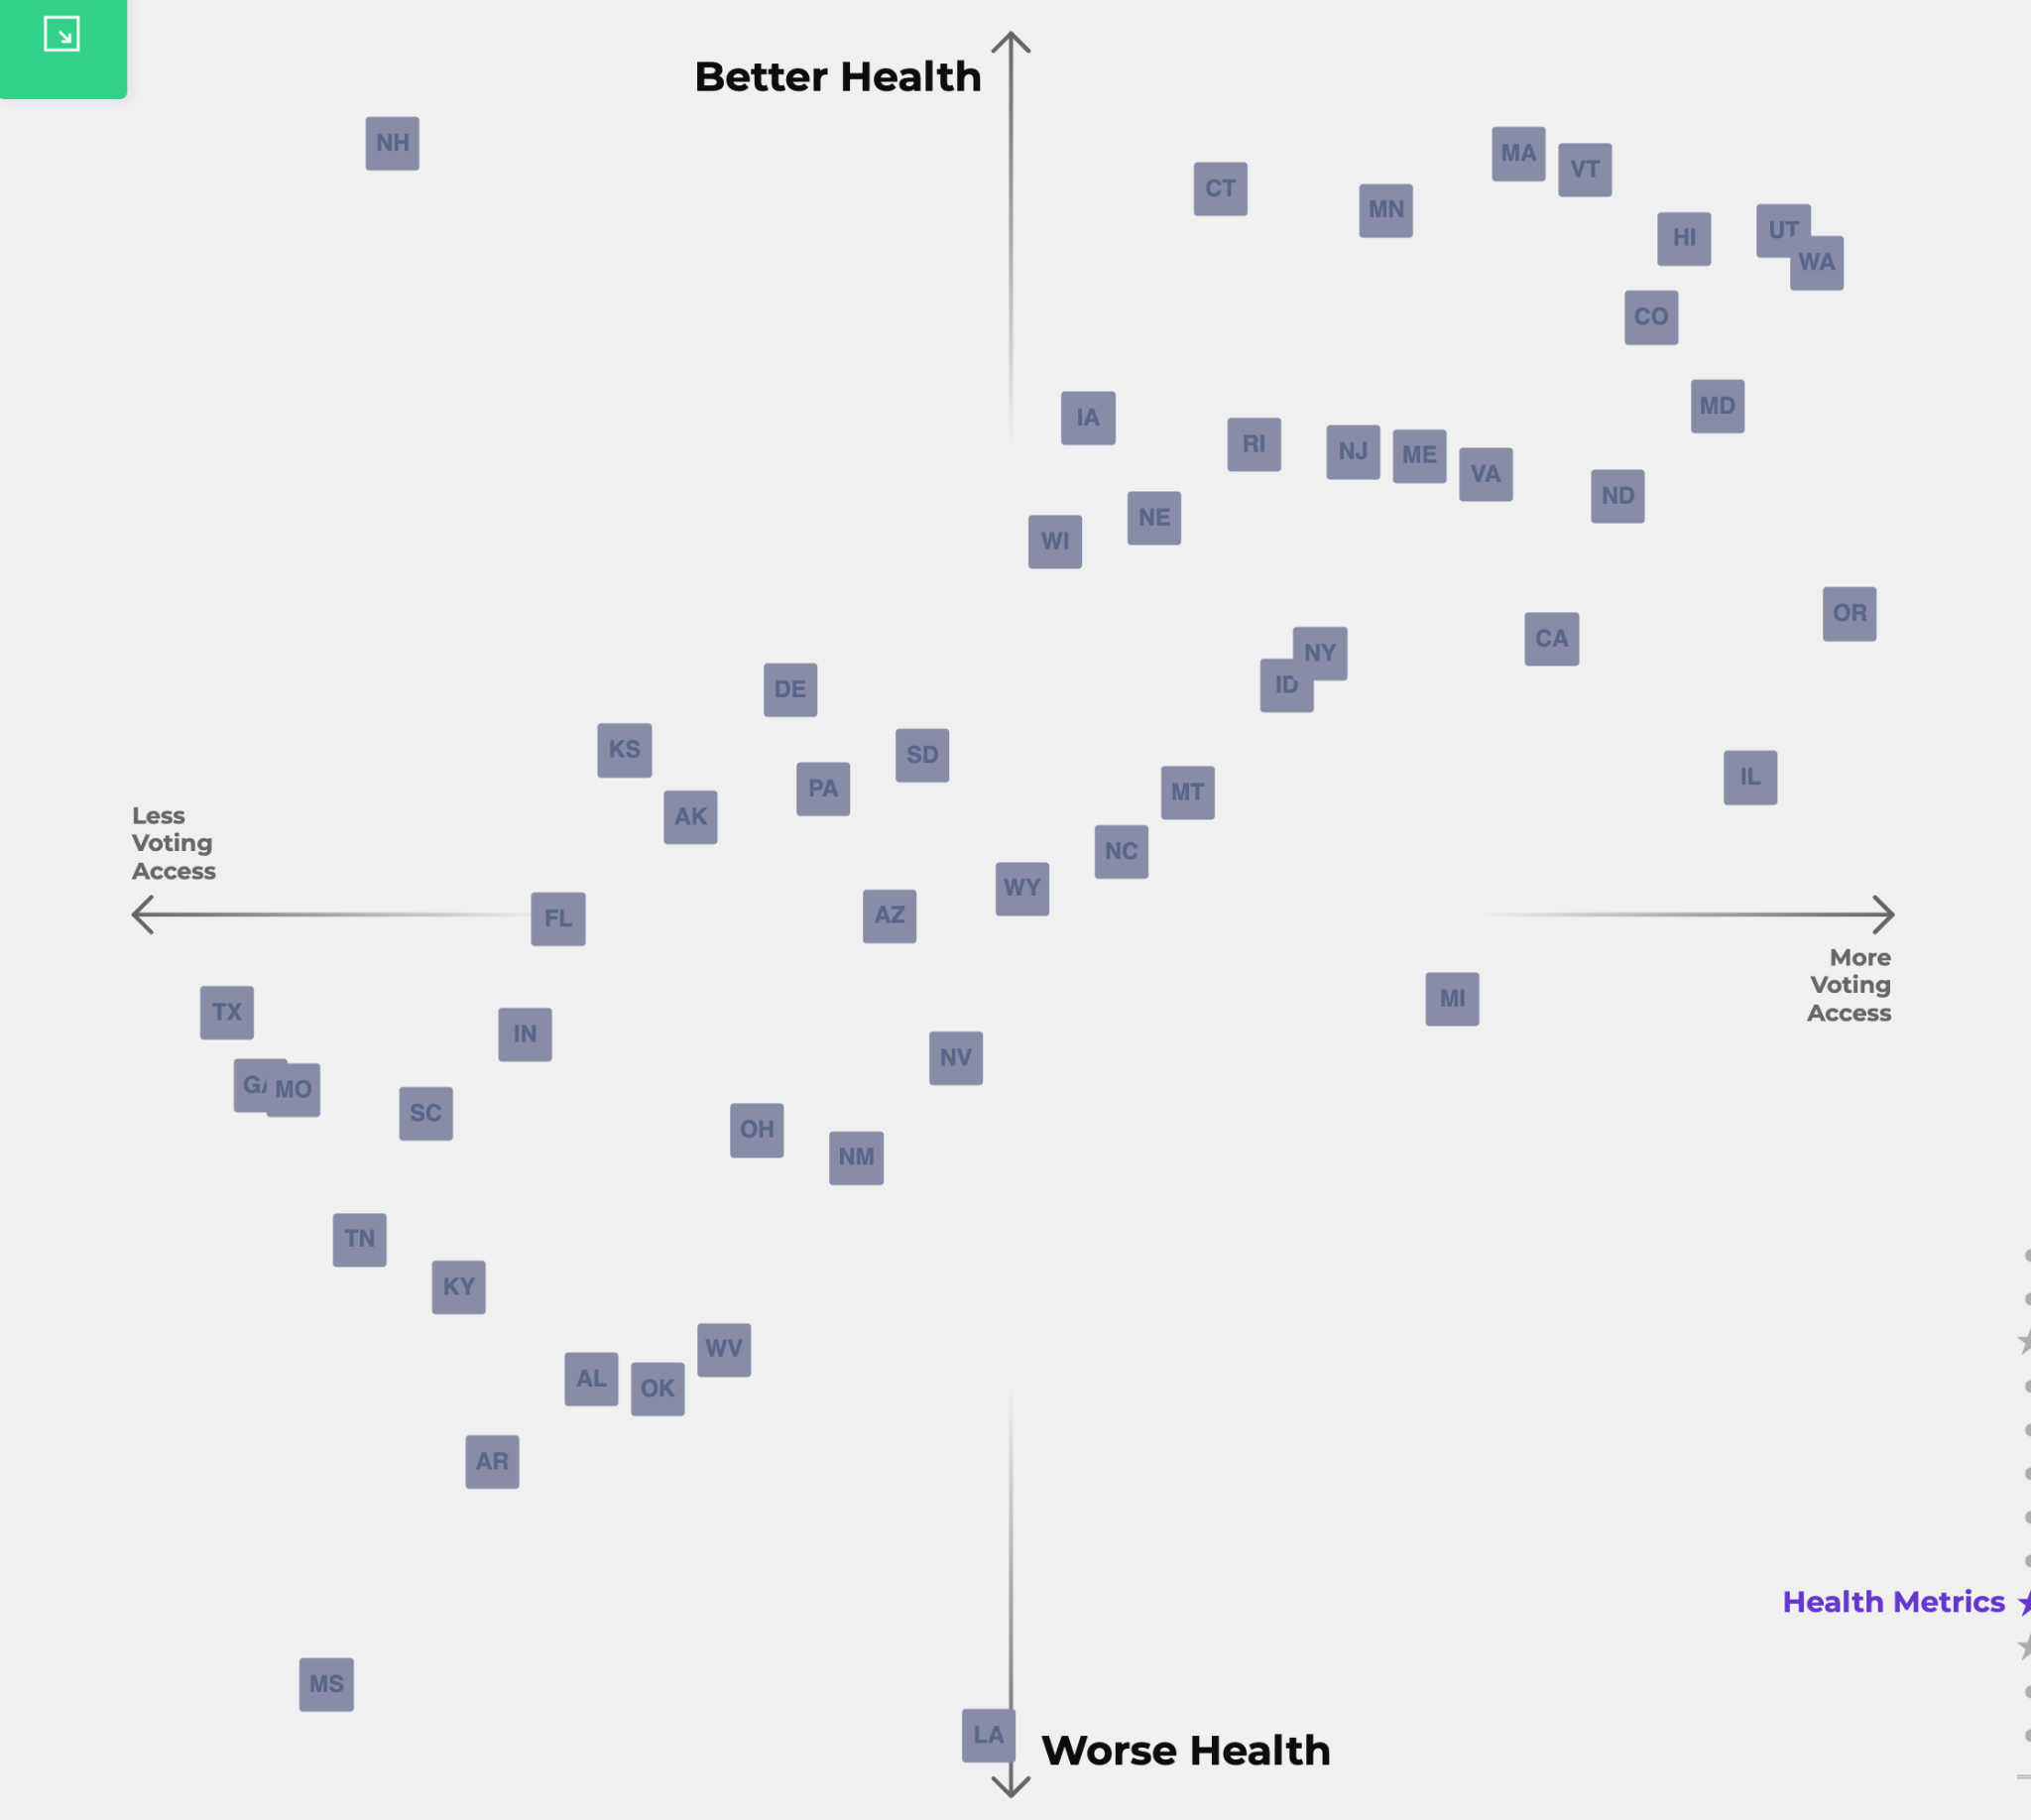 Better Health
NH
MA
VT
CT
MN
HI
UT
WA
CO
MD
IA
RI
NJ
ME
VA
ND
NE
WI
OR
CA
NY
ID
DE
KS
SD
IL
PA
MT
AK
Less
Voting
Access
NC
WY
FL
AZ
More
Voting
Access
MI
TX
IN
NV
GA
MO
SC
OH
NM
TN
KY
WV
AL
OK
AR
Health Metrics
MS
LA
Worse Health